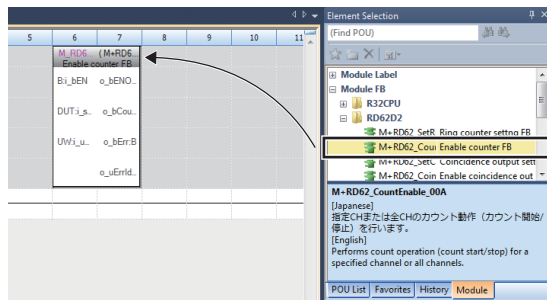 Element Selection
(Find POU)
5 6 7 8 9 10 11
M_RD6... (M+RD6...
Enable counter FB
B:i_bEN o_bENO...
DUT:i_s... o_bCou...
UW:i_u... o_bErr:B
o_uErrId...
Module Label
Module FB
R32CPU
RD62D2
M+RD62_SetR Ring counter settng FB
M+RD62_Coun Enable counter FB
M+RD62_SetC Coincidence output sett
M+RD62_Coin Enable coincidence out
M+RD62_CountEnable_00A
[Japanese]
指定CHまたは全CHのカウント動作（カウント開始/
停止）を行います。
[English]
Performs count operation (count start/stop) for a
specified channel or all channels.
POU List Favorites History Module